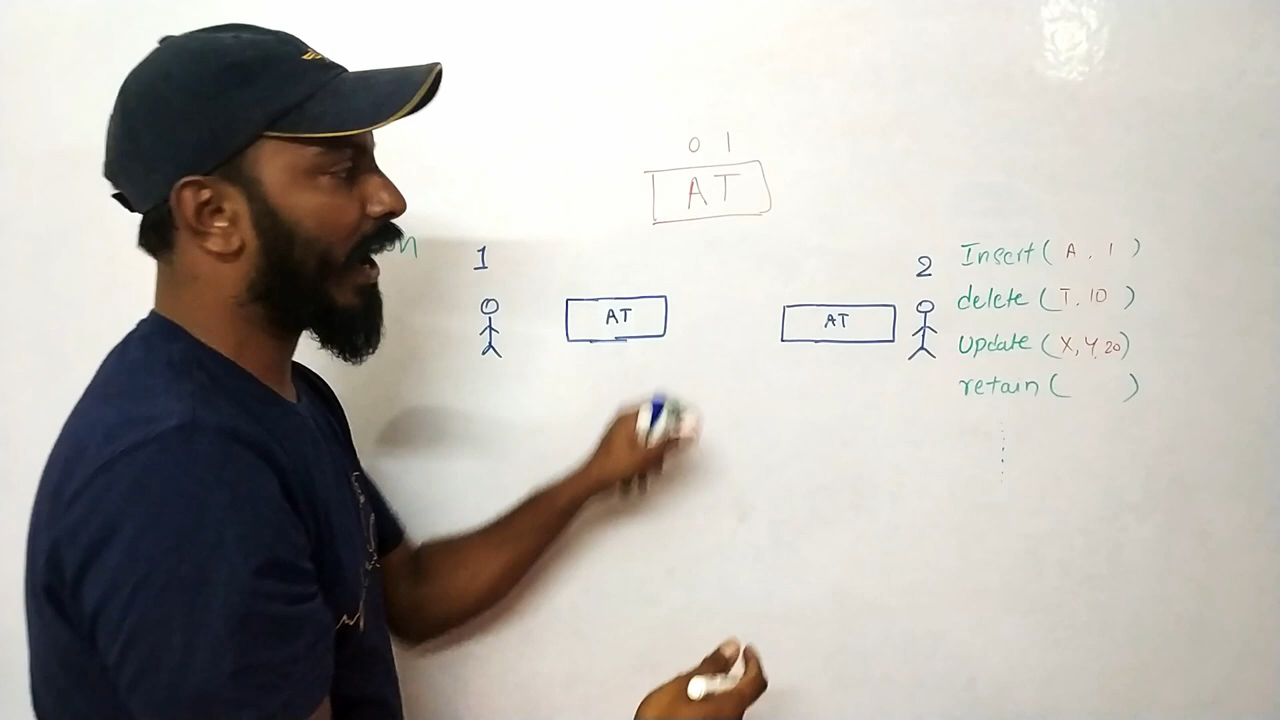 0 1
AT
1
2
AT
AT
Insert ( A, 1 )
delete ( T, 10 )
Update ( X, Y, 20 )
retain ( )